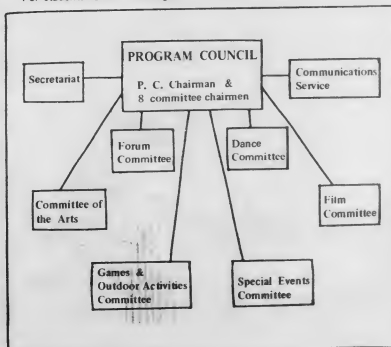 PROGRAM COUNCIL
P. C. Chairman &
8 committee chairmen
Secretariat
Communications
Service
Forum
Committee
Dance
Committee
Committee of
the Arts
Film
Committee
Games &
Outdoor Activities
Committee
Special Events
Committee